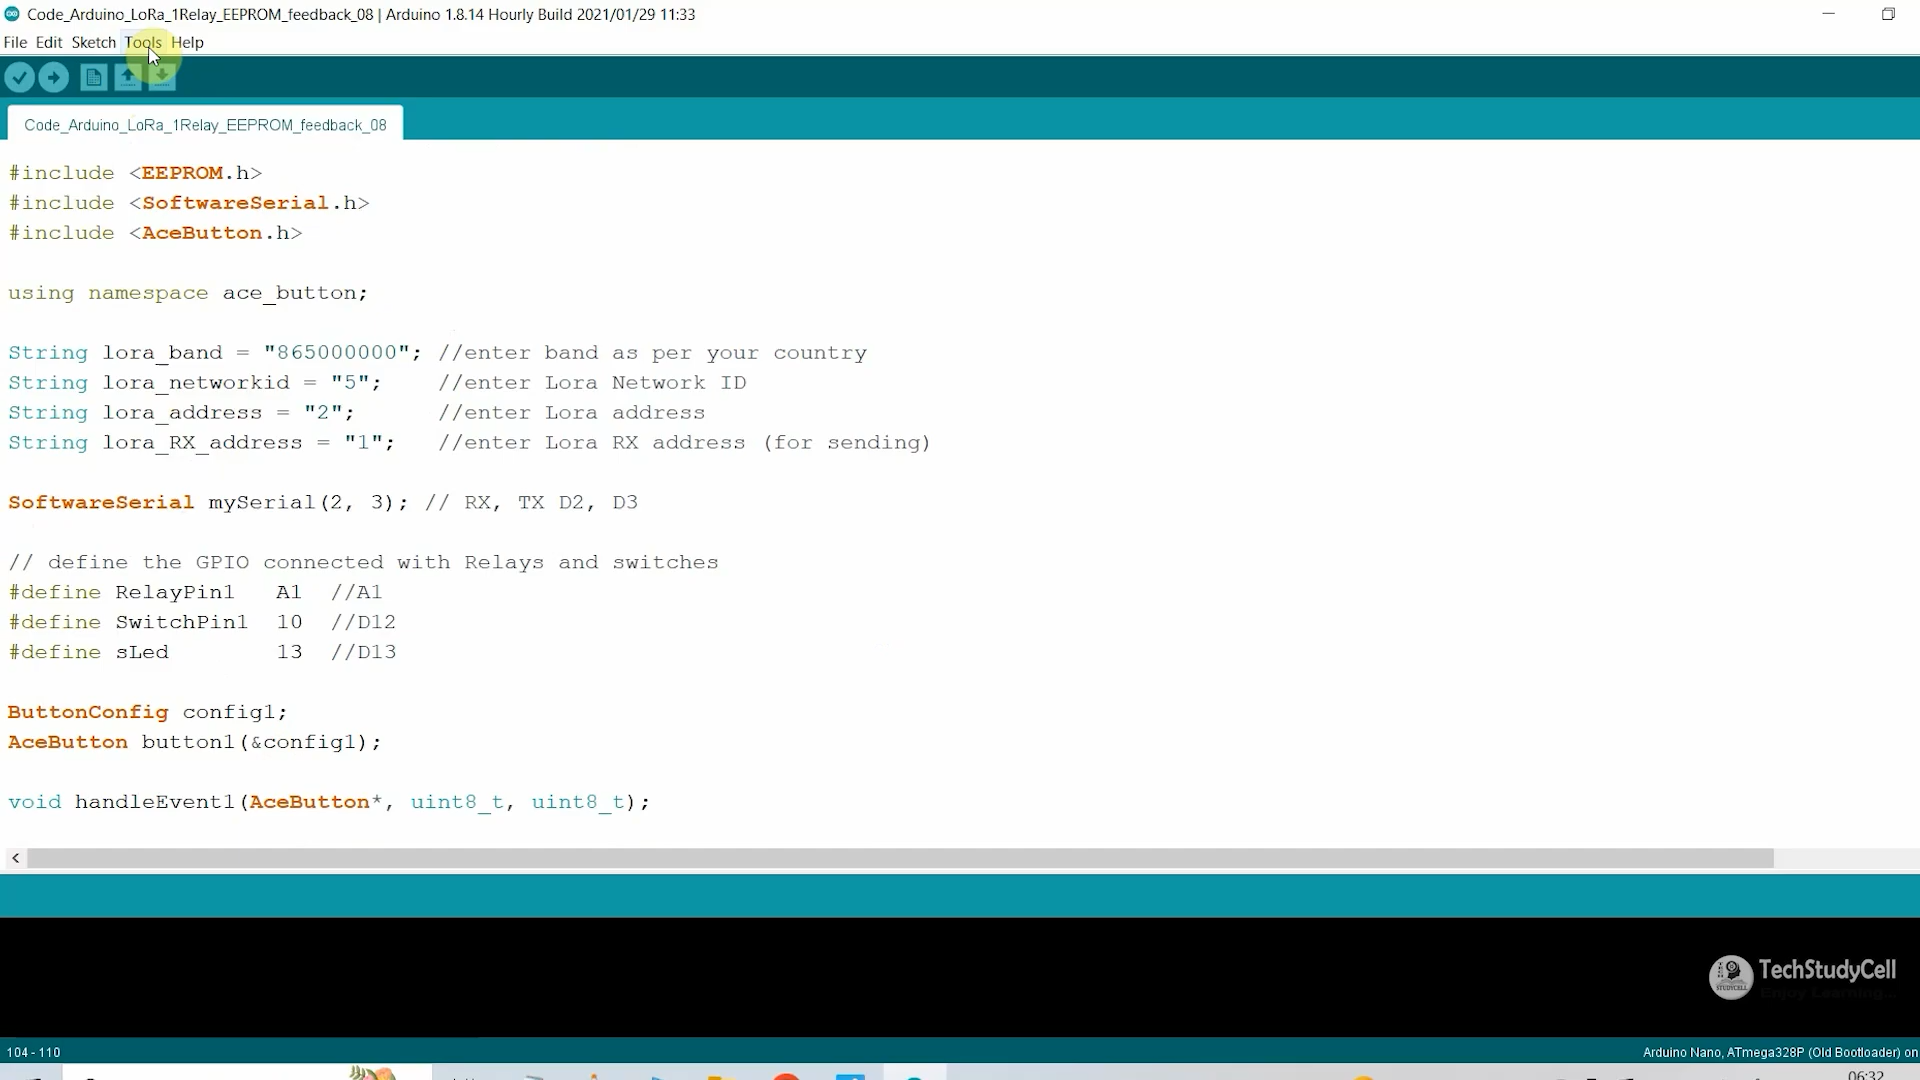 Code_Arduino_LoRa_1Relay_EEPROM_feedback_08 | Arduino 1.8.14 Hourly Build 2021/01/29 11:33
File Edit Sketch Tools Help
Code_Arduino_LoRa_1Relay_EEPROM_feedback_08
#include <EEPROM.h>
#include <SoftwareSerial.h>
#include <AceButton.h>
using namespace ace_button;
String lora_band = "865000000"; //enter band as per your country
String lora_networkid = "5"; //enter Lora Network ID
String lora_address = "2"; //enter Lora address
String lora_RX_address = "1"; //enter Lora RX address (for sending)
SoftwareSerial mySerial(2, 3); // RX, TX D2, D3
// define the GPIO connected with Relays and switches
#define RelayPin1 A1 //A1
#define SwitchPin1 10 //D12
#define sLed 13 //D13
ButtonConfig config1;
AceButton button1(&config1);
void handleEvent1(AceButton*, uint8_t, uint8_t);
STUDYCELL
TechStudyCell
Enjoy Learning...
104 - 110
Arduino Nano, ATmega328P (Old Bootloader) on
06:32